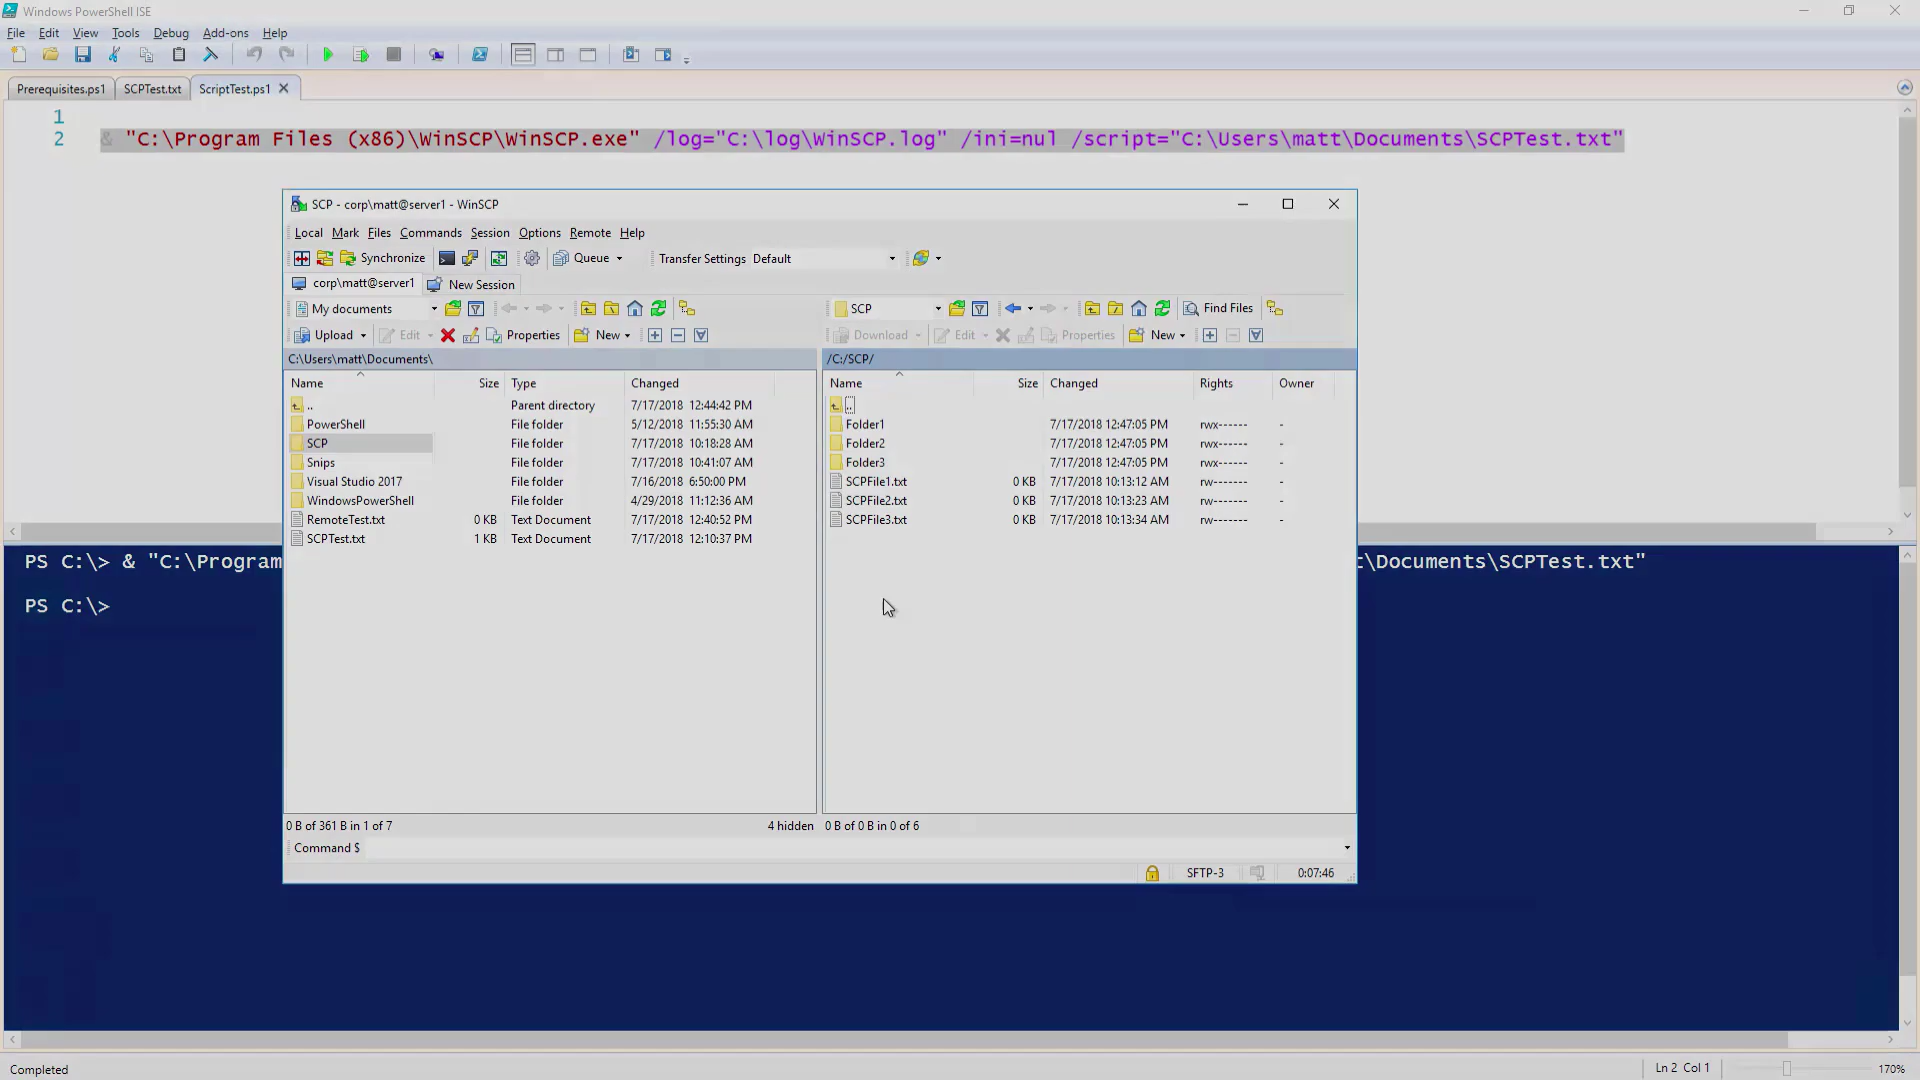 Windows PowerShell ISE
File Edit View Tools Debug Add-ons Help
Prerequisites.ps1 SCPTest.txt ScriptTest.ps1
1
2 & "C:\Program Files (x86)\WinSCP\WinSCP.exe" /log="C:\log\WinSCP.log" /ini=nul /script="C:\Users\matt\Documents\SCPTest.txt"
SCP - corp\matt@server1 - WinSCP
Local Mark Files Commands Session Options Remote Help
Synchronize Queue Transfer Settings Default
corp\matt@server1 New Session
My documents
Upload Edit Properties New
C:\Users\matt\Documents\
Name Size Type Changed
.. Parent directory 7/17/2018 12:44:42 PM
PowerShell File folder 5/12/2018 11:55:30 AM
SCP File folder 7/17/2018 10:18:28 AM
Snips File folder 7/17/2018 10:41:07 AM
Visual Studio 2017 File folder 7/16/2018 6:50:00 PM
WindowsPowerShell File folder 4/29/2018 11:12:36 AM
RemoteTest.txt 0 KB Text Document 7/17/2018 12:40:52 PM
SCPTest.txt 1 KB Text Document 7/17/2018 12:10:37 PM
0 B of 361 B in 1 of 7 4 hidden
SCP Find Files
Download Edit Properties New
/C:/SCP/
Name Size Changed Rights Owner
..
Folder1 7/17/2018 12:47:05 PM rwx------ -
Folder2 7/17/2018 12:47:05 PM rwx------ -
Folder3 7/17/2018 12:47:05 PM rwx------ -
SCPFile1.txt 0 KB 7/17/2018 10:13:12 AM rw------- -
SCPFile2.txt 0 KB 7/17/2018 10:13:23 AM rw------- -
SCPFile3.txt 0 KB 7/17/2018 10:13:34 AM rw------- -
0 B of 0 B in 0 of 6
Command $
SFTP-3 0:07:46
PS C:\> & "C:\Program t\Documents\SCPTest.txt"
PS C:\>
Completed Ln 2 Col 1 170%